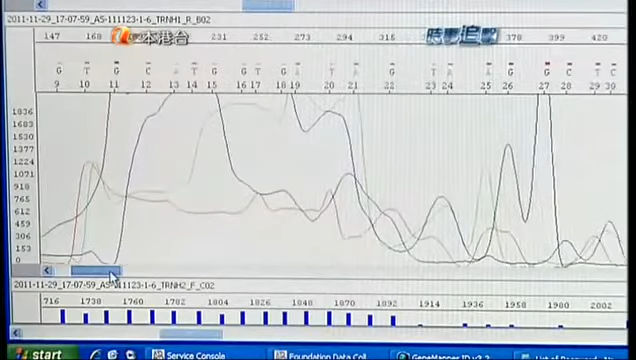 2011-11-29_17-07-59_AS-111123-1-6_TRNH1_R_B02
147 168 231 252 273 294 315 378 399 420
本港台
時事追擊
G T G C A T G T G A T A G T A A G G C T C
9 10 11 12 13 14 15 16 17 18 19 20 21 22 23 24 25 26 27 28 29 30
1836
1683
1530
1377
1224
1071
918
765
612
459
306
153
0
2011-11-29_17-07-59_AS-111123-1-6_TRNH2_F_C02
716 1738 1760 1782 1804 1826 1848 1870 1892 1914 1936 1958 1980 2002
start
Service Console
Foundation Data Coll
GeneMapper ID v3.2